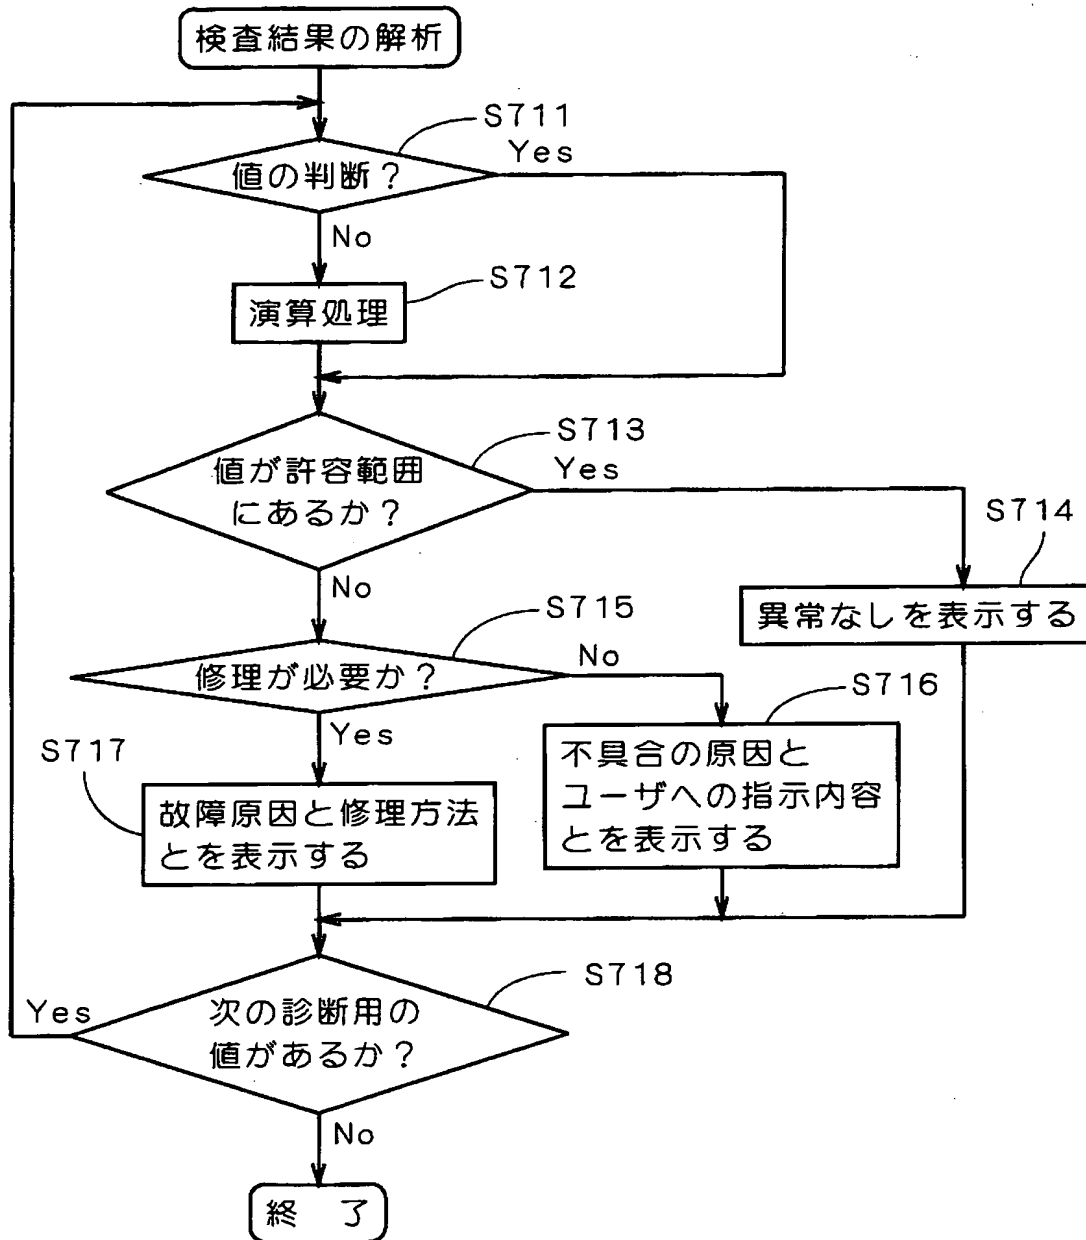 検査結果の解析
S711
値の判断？
Yes
No
S712
演算処理
S713
値が許容範囲
にあるか？
Yes
No
S714
異常なしを表示する
S715
修理が必要か？
No
Yes
S716
不具合の原因と
ユーザへの指示内容
とを表示する
S717
故障原因と修理方法
とを表示する
S718
次の診断用の
値があるか？
Yes
No
終　了